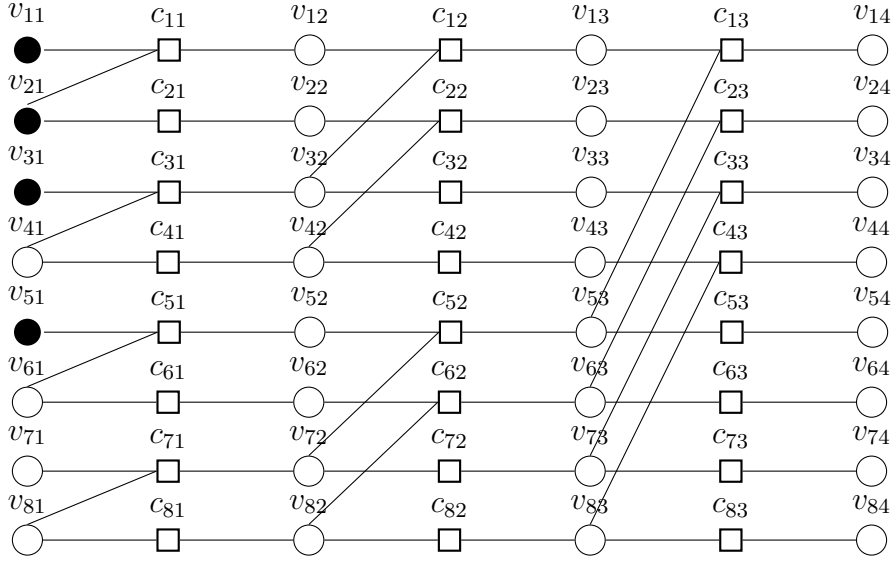 v11 c11 v12 c12 v13 c13 v14
v21 c21 v22 c22 v23 c23 v24
v31 c31 v32 c32 v33 c33 v34
v41 c41 v42 c42 v43 c43 v44
v51 c51 v52 c52 v53 c53 v54
v61 c61 v62 c62 v63 c63 v64
v71 c71 v72 c72 v73 c73 v74
v81 c81 v82 c82 v83 c83 v84